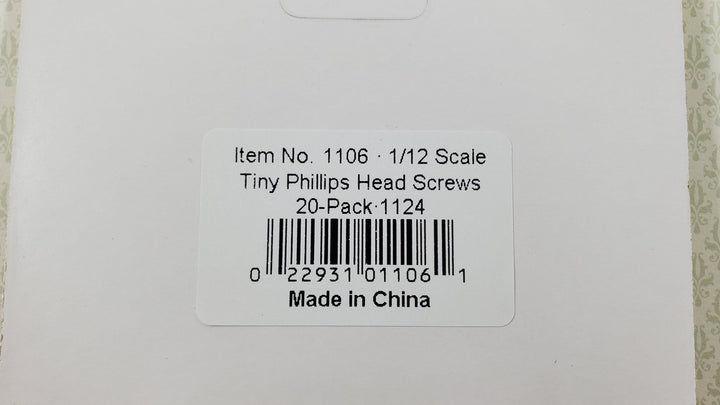 Item No. 1106 · 1/12 Scale
Tiny Phillips Head Screws
20-Pack·1124
0 22931 01106 1
Made in China